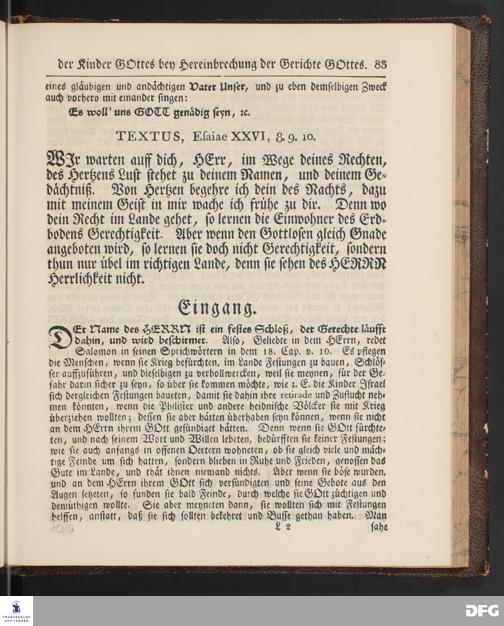 der Kinder GOttes bey Hereinbrechung der Gerichte GOttes. 83
eines gläubigen und andächtigen Vater Unser, und zu eben demselbigen Zweck
auch vorhero mit einander singen:
Es woll' uns GOTT genädig seyn, ꝛc.
TEXTUS, Esaiae XXVI, 8. 9. 10.
WIr warten auff dich, HErr, im Wege deines Rechten,
des Hertzens Lust stehet zu deinem Namen, und deinem Ge-
dächtniß. Von Hertzen begehre ich dein des Nachts, dazu
mit meinem Geist in mir wache ich frühe zu dir. Denn wo
dein Recht im Lande gehet, so lernen die Einwohner des Erd-
bodens Gerechtigkeit. Aber wenn den Gottlosen gleich Gnade
angeboten wird, so lernen sie doch nicht Gerechtigkeit, sondern
thun nur übel im richtigen Lande, denn sie sehen des HERRN
Herrlichkeit nicht.
Eingang.
DEr Name des HERRN ist ein festes Schloß, der Gerechte läufft
dahin, und wird beschirmet. Also, Geliebte in dem HErrn, redet
Salomon in seinen Sprichwörtern in dem 18. Cap. v. 10. Es pflegen
die Menschen, wenn sie Krieg befürchten, im Lande Festungen zu bauen, Schlös-
ser auffzuführen, und dieselbigen zu verbollwercken, weil sie meynen, für der Ge-
fahr darin sicher zu seyn, so über sie kommen möchte, wie z. E. die Kinder Israel
sich dergleichen Festungen baueten, damit sie dahin ihre retirade und Zuflucht neh-
men könnten, wenn die Philister und andere heidnische Völcker sie mit Krieg
überziehen wollten; dessen sie aber hätten überhaben seyn können, wenn sie nicht
an dem HErrn ihrem GOtt gesündiget hätten. Denn wenn sie GOtt fürchte-
ten, und nach seinem Wort und Willen lebeten, bedürfften sie keiner Festungen;
wie sie auch anfangs in offenen Oertern wohneten, ob sie gleich viele und mäch-
tige Feinde um sich hatten, sondern blieben in Ruhe und Frieden, genossen das
Gute im Lande, und thät ihnen niemand nichts. Aber wenn sie böse wurden,
und an dem HErrn ihrem GOtt sich versündigten und seine Gebote aus den
Augen setzeten, so funden sie bald Feinde, durch welche sie GOtt züchtigen und
demüthigen wollte. Sie aber meyneten dann, sie wollten sich mit Festungen
helffen, anstatt, daß sie sich sollten bekehret und Busse gethan haben. Man
L 2 sahe
FRANCKESCHE
STIFTUNGEN
DFG